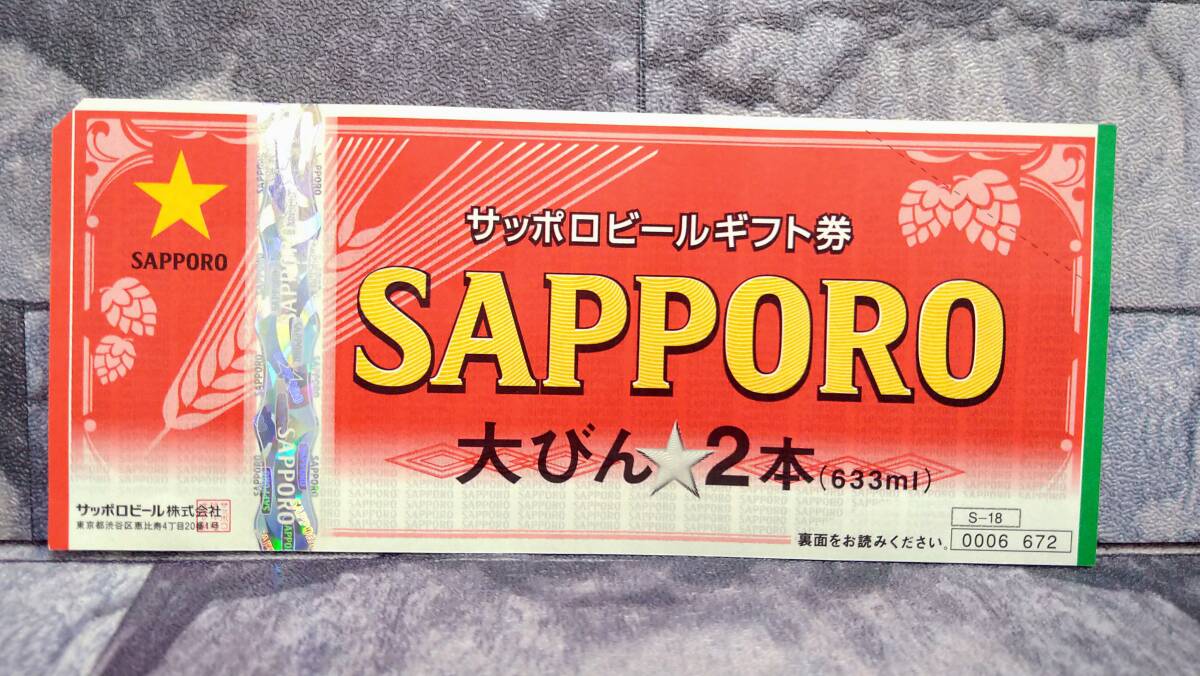 SAPPORO
サッポロビールギフト券
SAPPORO
大びん★2本(633ml)
サッポロビール株式会社
東京都渋谷区恵比寿4丁目20番1号
S-18
裏面をお読みください。
0006 672
SAPPORO